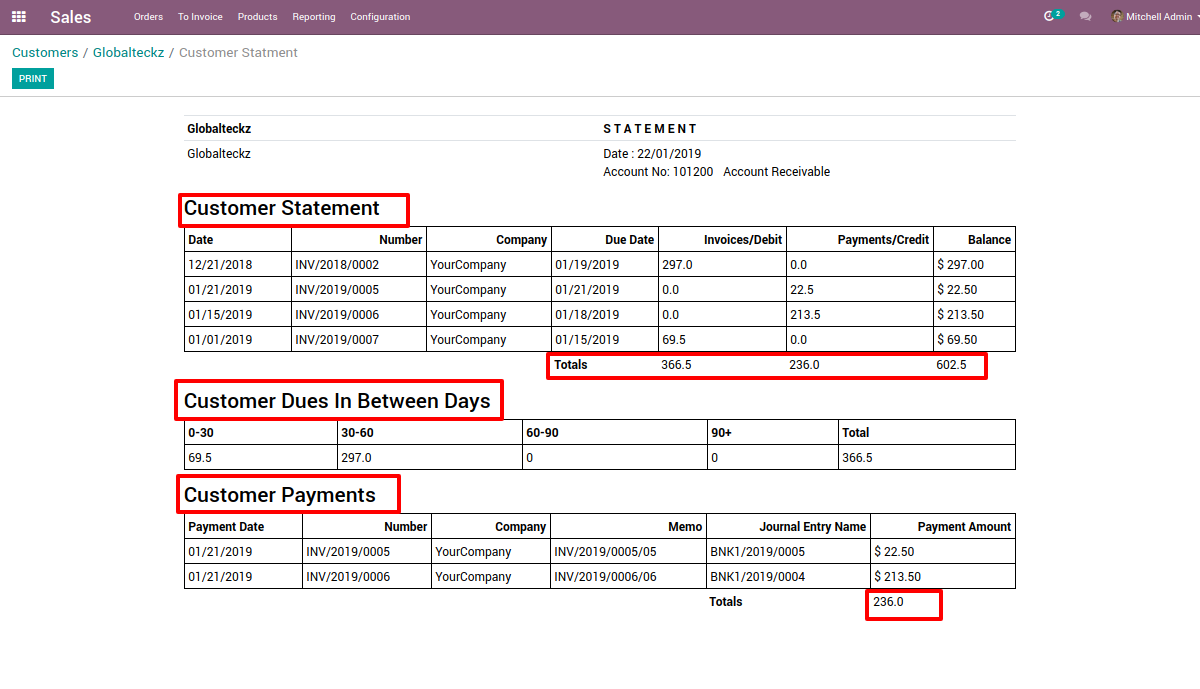 Sales Orders To Invoice Products Reporting Configuration 2 Mitchell Admin
Customers / Globalteckz / Customer Statment
PRINT
Globalteckz STATEMENT
Globalteckz Date : 22/01/2019
Account No: 101200 Account Receivable
Customer Statement
Date Number Company Due Date Invoices/Debit Payments/Credit Balance
12/21/2018 INV/2018/0002 YourCompany 01/19/2019 297.0 0.0 $ 297.00
01/21/2019 INV/2019/0005 YourCompany 01/21/2019 0.0 22.5 $ 22.50
01/15/2019 INV/2019/0006 YourCompany 01/18/2019 0.0 213.5 $ 213.50
01/01/2019 INV/2019/0007 YourCompany 01/15/2019 69.5 0.0 $ 69.50
Totals 366.5 236.0 602.5
Customer Dues In Between Days
0-30 30-60 60-90 90+ Total
69.5 297.0 0 0 366.5
Customer Payments
Payment Date Number Company Memo Journal Entry Name Payment Amount
01/21/2019 INV/2019/0005 YourCompany INV/2019/0005/05 BNK1/2019/0005 $ 22.50
01/21/2019 INV/2019/0006 YourCompany INV/2019/0006/06 BNK1/2019/0004 $ 213.50
Totals 236.0